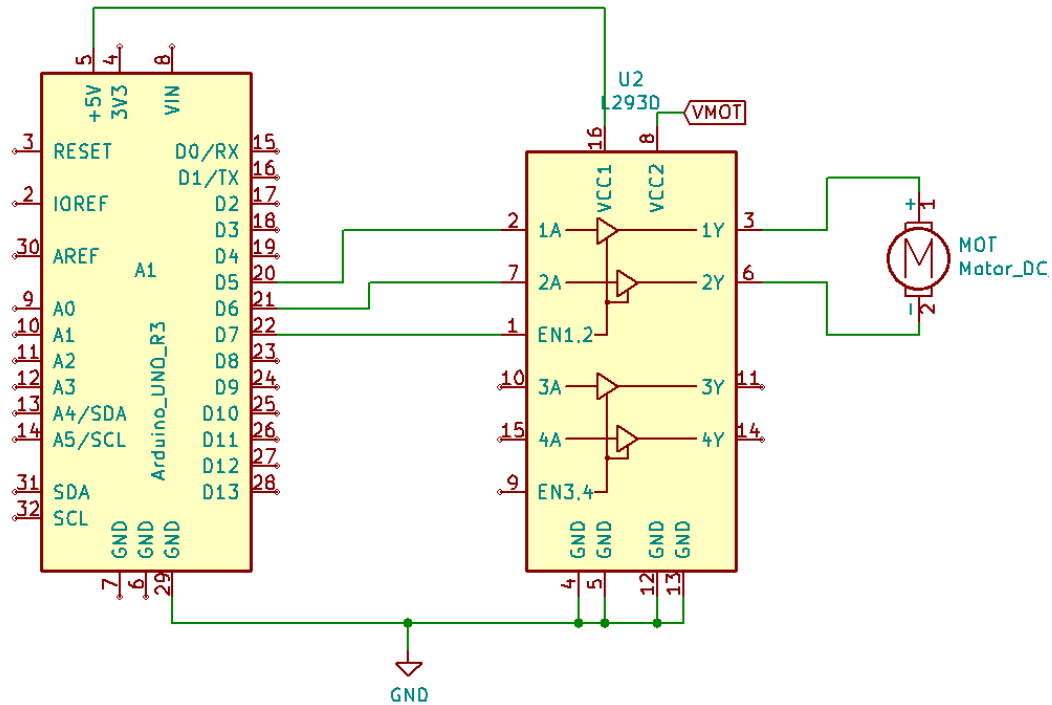 5
4
8
+5V
3V3
VIN
3
RESET
D0/RX
15
D1/TX
16
2
IOREF
D2
17
D3
18
30
AREF
D4
19
A1
D5
20
9
A0
D6
21
10
A1
D7
22
11
A2
D8
23
12
A3
D9
24
13
A4/SDA
D10
25
14
A5/SCL
D11
26
D12
27
31
SDA
D13
28
32
SCL
Arduino_UNO_R3
GND
GND
GND
7
6
29
GND
U2
L293D
VMOT
16
8
VCC1
VCC2
2
1A
1Y
3
7
2A
2Y
6
1
EN1,2
10
3A
3Y
11
15
4A
4Y
14
9
EN3,4
GND
GND
GND
GND
4
5
12
13
+
1
M
MOT
Motor_DC
-
2